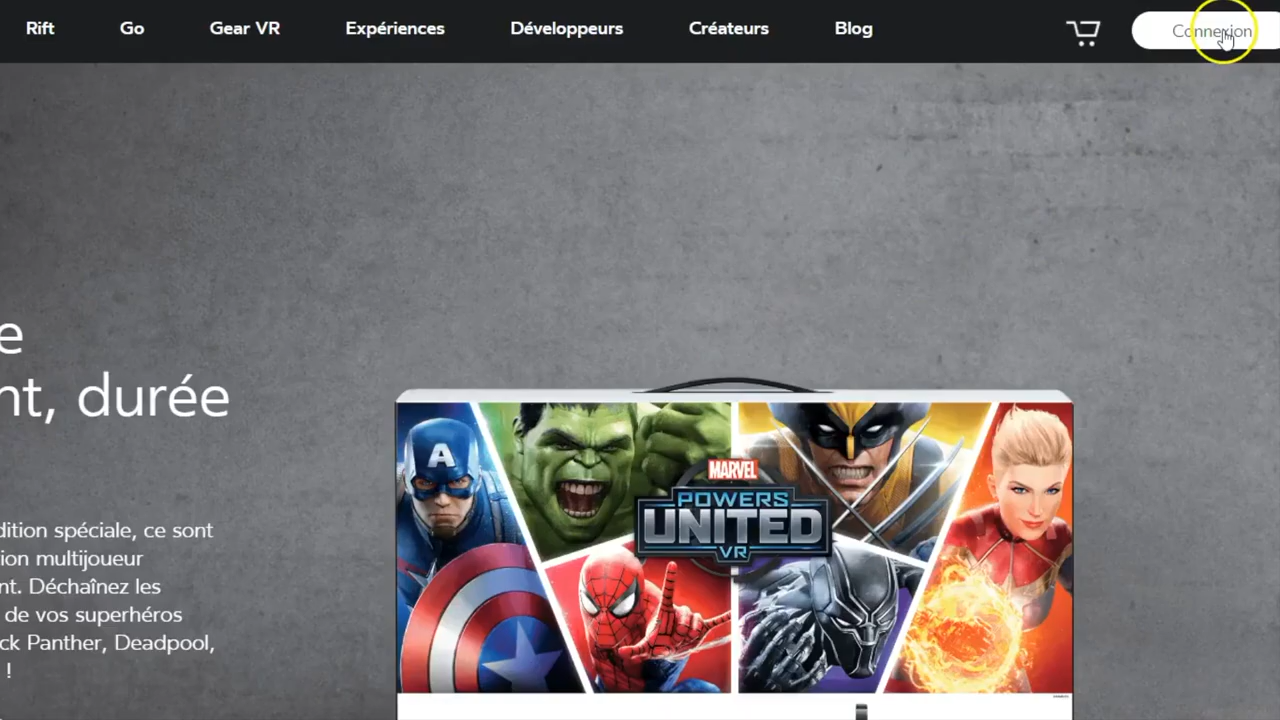 Rift Go Gear VR Expériences Développeurs Créateurs Blog Connexion
e
nt, durée
dition spéciale, ce sont
ion multijoueur
nt. Déchaînez les
de vos superhéros
ck Panther, Deadpool,
!
A
MARVEL
POWERS
UNITED
VR